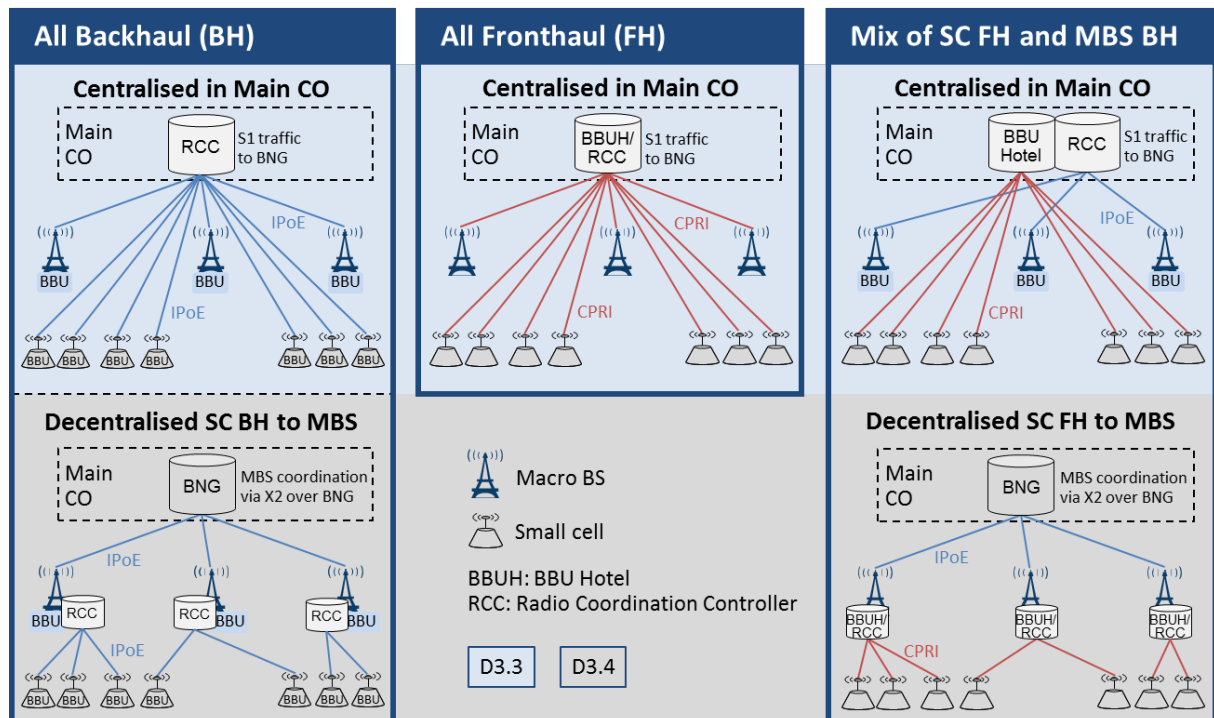 All Backhaul (BH)
Centralised in Main CO
Main
CO
RCC
S1 traffic
to BNG
IPoE
BBU
BBU
BBU
IPoE
BBU
BBU
BBU
BBU
BBU
BBU
BBU
Decentralised SC BH to MBS
Main
CO
BNG
MBS coordination
via X2 over BNG
IPoE
BBU
RCC
RCC
BBU
RCC
BBU
IPoE
BBU
BBU
BBU
BBU
BBU
BBU
BBU
All Fronthaul (FH)
Centralised in Main CO
Main
CO
BBUH/
RCC
S1 traffic
to BNG
CPRI
CPRI
Macro BS
Small cell
BBUH: BBU Hotel
RCC: Radio Coordination Controller
D3.3
D3.4
Mix of SC FH and MBS BH
Centralised in Main CO
Main
CO
BBU
Hotel
RCC
S1 traffic
to BNG
IPoE
BBU
BBU
BBU
CPRI
Decentralised SC FH to MBS
Main
CO
BNG
MBS coordination
via X2 over BNG
IPoE
BBUH/
RCC
BBUH/
RCC
BBUH/
RCC
CPRI